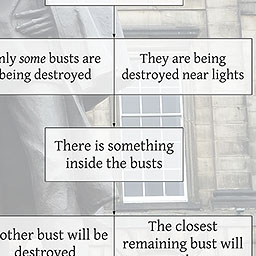 only some busts are
being destroyed
They are being
destroyed near lights
There is something
inside the busts
other bust will be
destroyed
The closest
remaining bust will